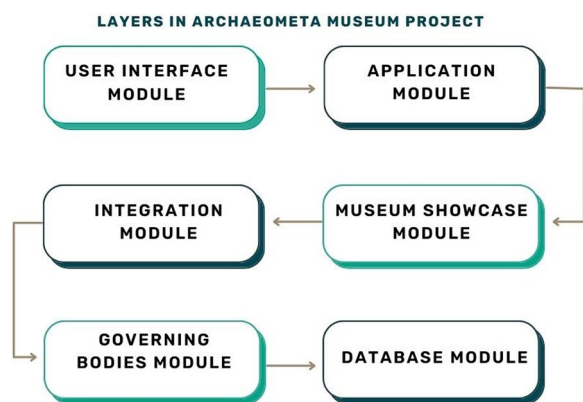 LAYERS IN ARCHAEOMETA MUSEUM PROJECT
USER INTERFACE
MODULE
APPLICATION
MODULE
MUSEUM SHOWCASE
MODULE
INTEGRATION
MODULE
GOVERNING
BODIES MODULE
DATABASE MODULE